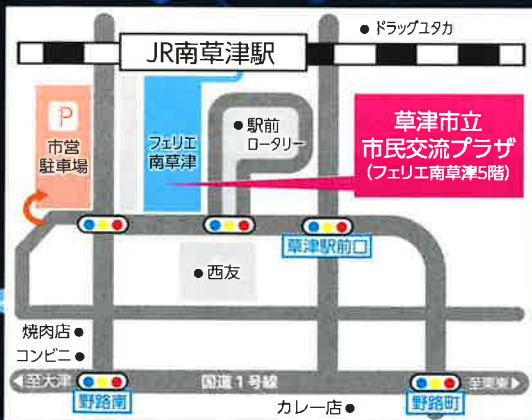 ドラッグユタカ
JR南草津駅
P
市営
駐車場
フェリエ
南草津
駅前
ロータリー
草津市立
市民交流プラザ
(フェリエ南草津5階)
草津駅前口
西友
焼肉店
コンビニ
至大津
国道1号線
至東東
野路南
野路町
カレー店